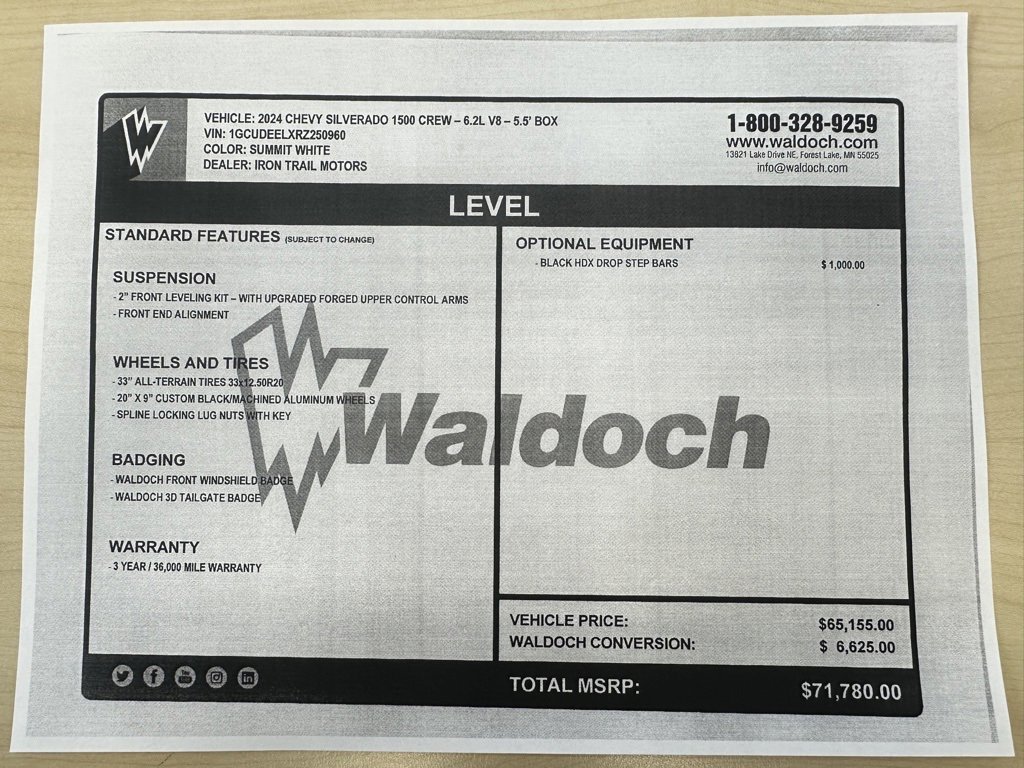 VEHICLE: 2024 CHEVY SILVERADO 1500 CREW – 6.2L V8 – 5.5' BOX
VIN: 1GCUDEELXRZ250960
COLOR: SUMMIT WHITE
DEALER: IRON TRAIL MOTORS
1-800-328-9259
www.waldoch.com
13821 Lake Drive NE, Forest Lake, MN 55025
info@waldoch.com
LEVEL
STANDARD FEATURES (SUBJECT TO CHANGE)
SUSPENSION
- 2" FRONT LEVELING KIT – WITH UPGRADED FORGED UPPER CONTROL ARMS
- FRONT END ALIGNMENT
WHEELS AND TIRES
- 33" ALL-TERRAIN TIRES 33x12.50R20
- 20" X 9" CUSTOM BLACK/MACHINED ALUMINUM WHEELS
- SPLINE LOCKING LUG NUTS WITH KEY
BADGING
- WALDOCH FRONT WINDSHIELD BADGE
- WALDOCH 3D TAILGATE BADGE
WARRANTY
- 3 YEAR / 36,000 MILE WARRANTY
Waldoch
OPTIONAL EQUIPMENT
- BLACK HDX DROP STEP BARS $ 1,000.00
VEHICLE PRICE: $65,155.00
WALDOCH CONVERSION: $ 6,625.00
TOTAL MSRP: $71,780.00